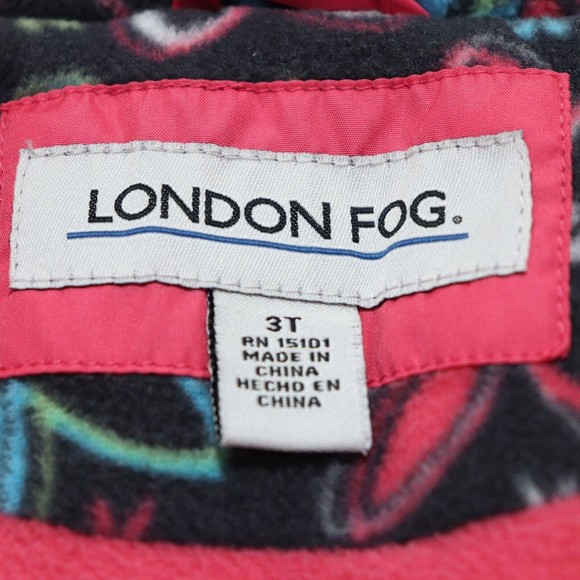 LONDON FOG.
3T
RN 15101
MADE IN
CHINA
HECHO EN
CHINA